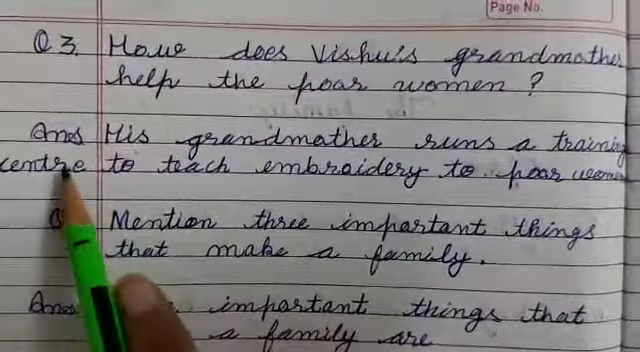 Page No.
Q 3. How does Vishu's grandmother
help the poor women ?
Ans His grandmother runs a training
centre to teach embroidery to poor women
Q Mention three important things
that make a family.
Ans important things that
a family are